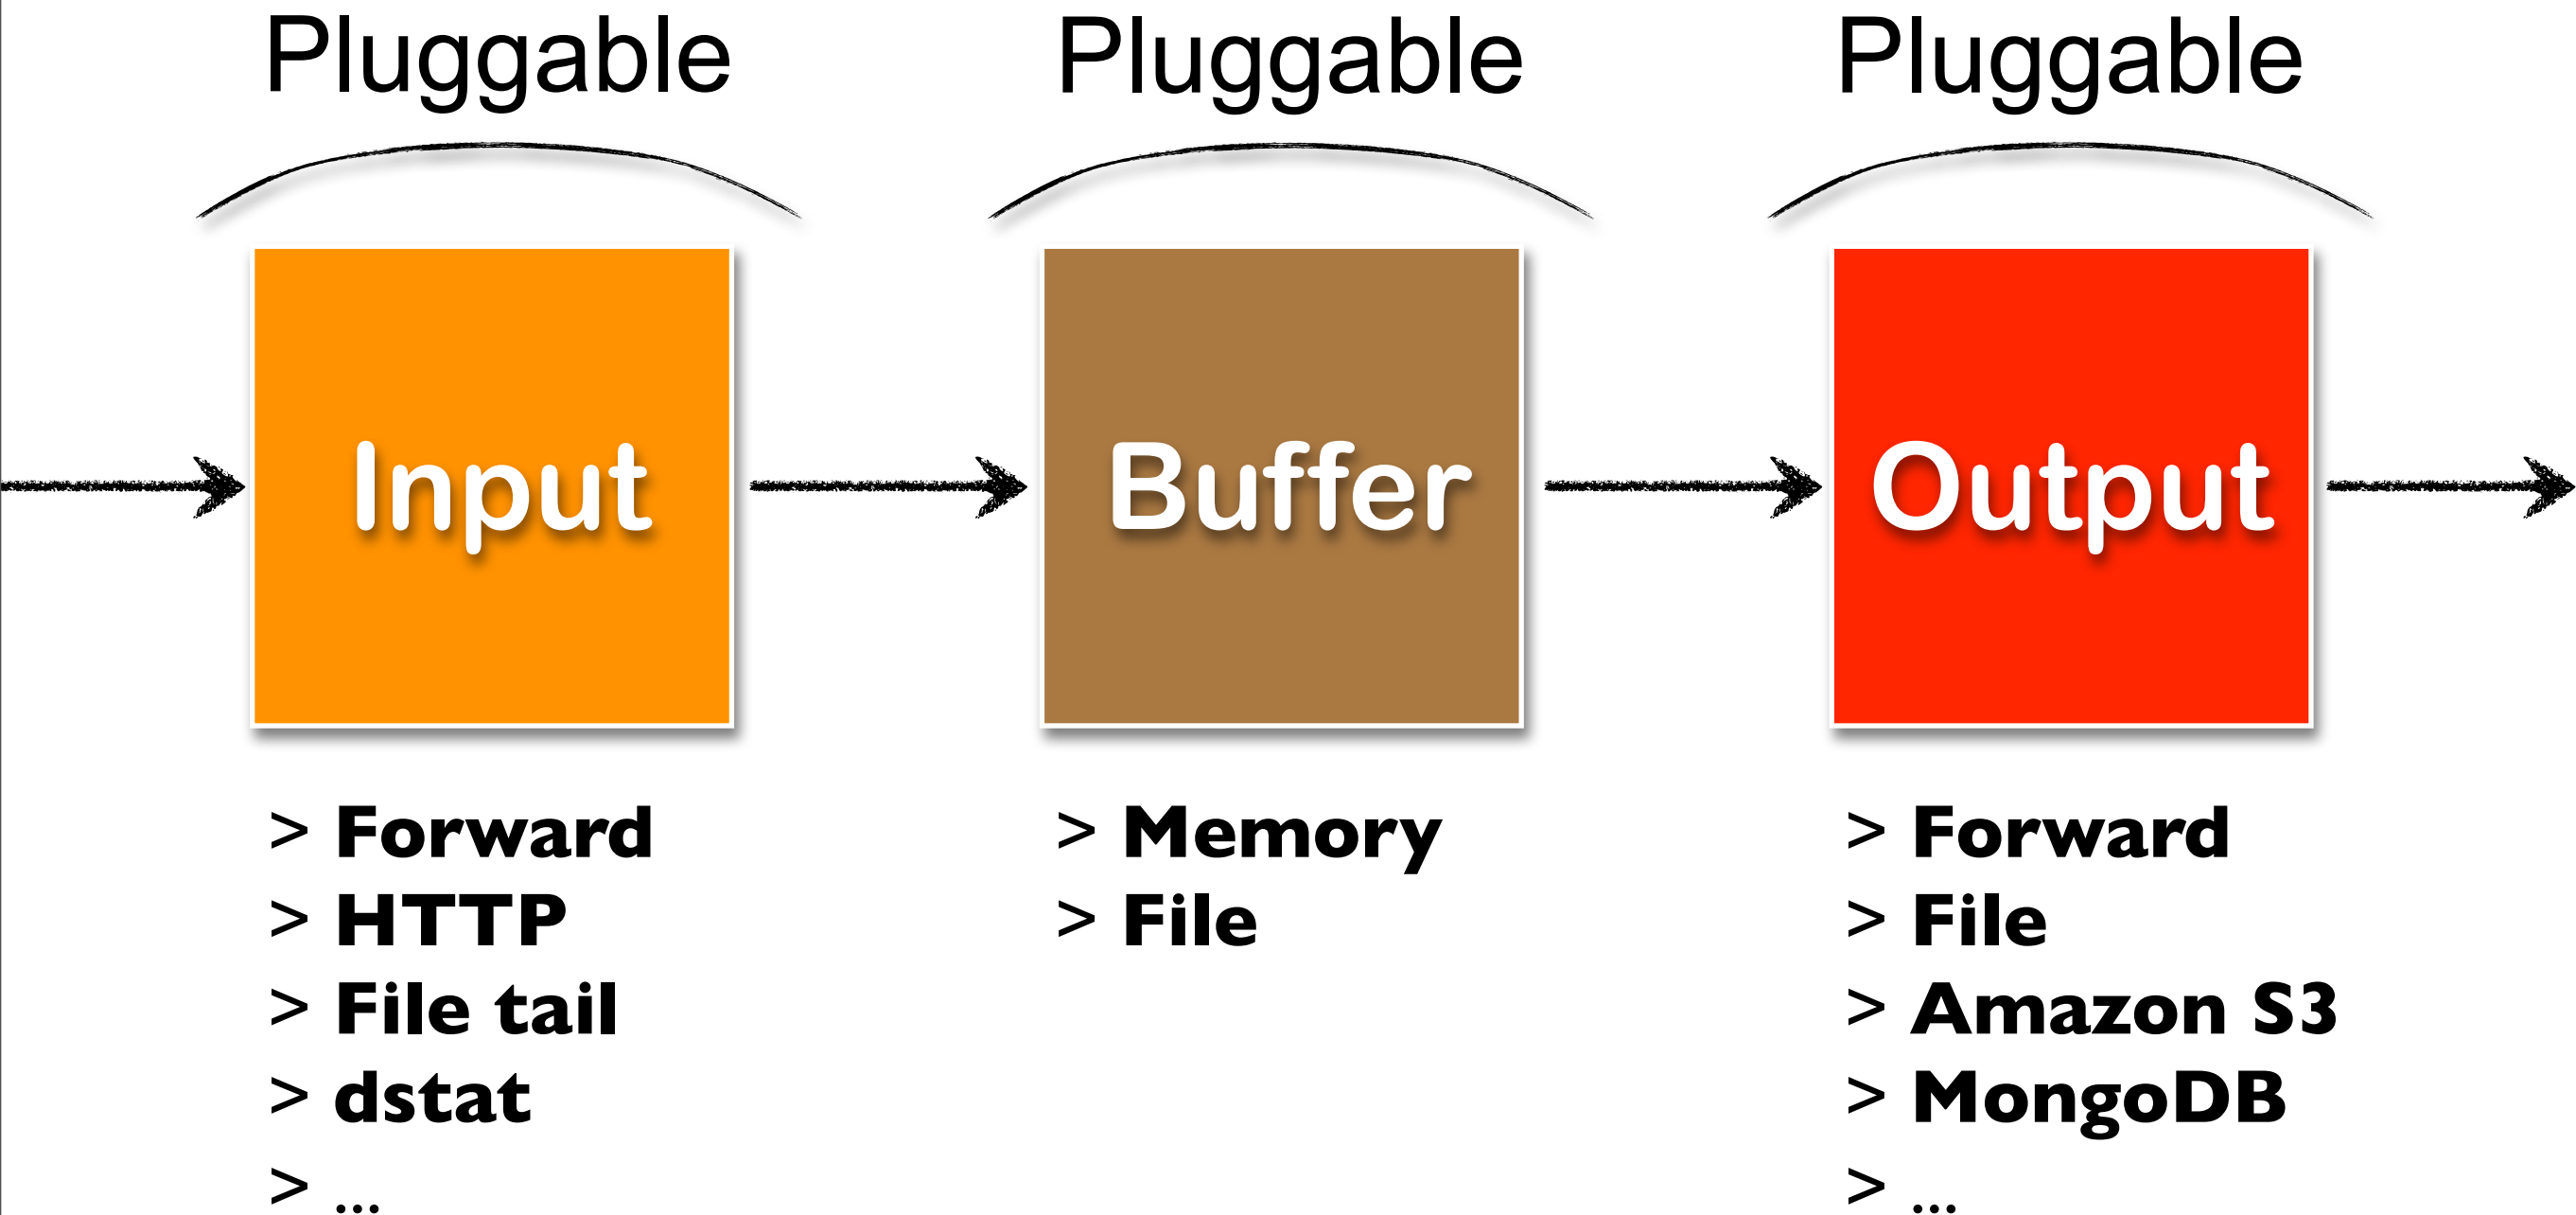 Pluggable
Pluggable
Pluggable
Input
Buffer
Output
> Forward
> HTTP
> File tail
> dstat
> ...
> Memory
> File
> Forward
> File
> Amazon S3
> MongoDB
> ...